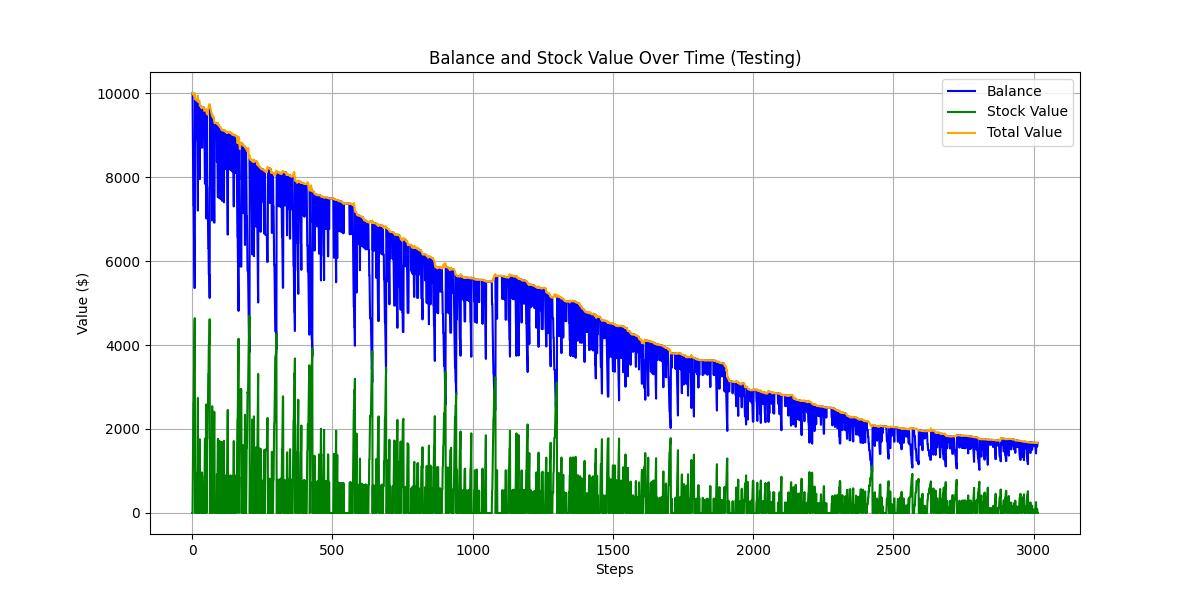 Balance and Stock Value Over Time (Testing)
Balance
Stock Value
Total Value
Value ($)
10000
8000
6000
4000
2000
0
0 500 1000 1500 2000 2500 3000
Steps